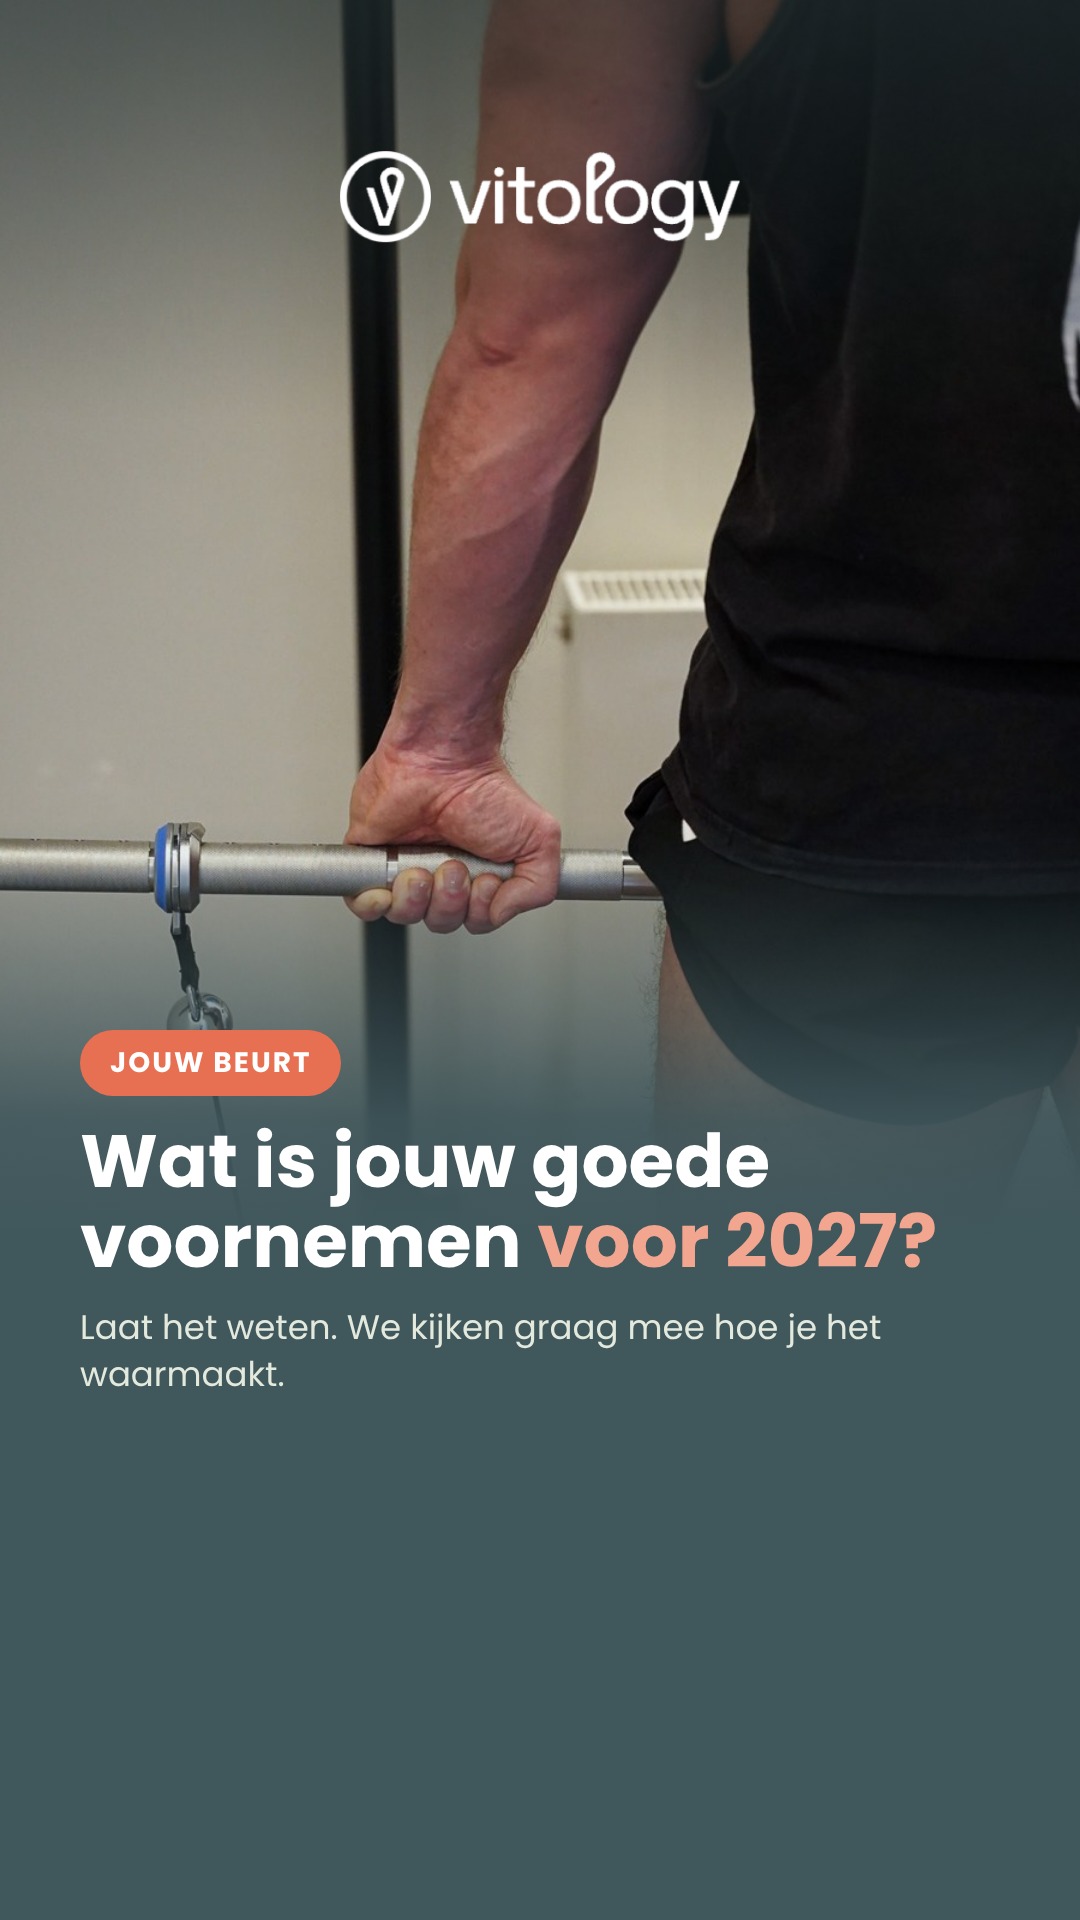 vitology
JOUW BEURT
Wat is jouw goede
voornemen voor 2027?
Laat het weten. We kijken graag mee hoe je het
waarmaakt.